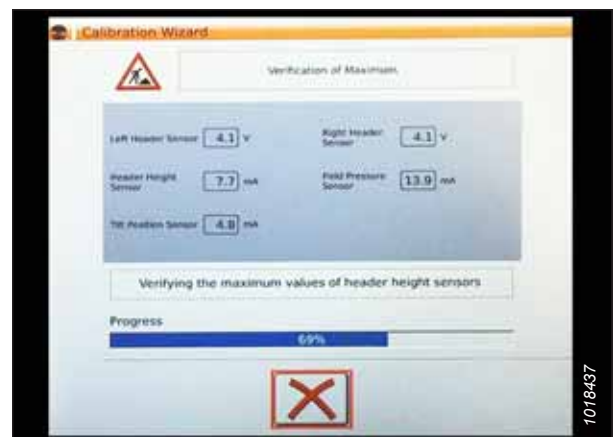 Calibration Wizard
Verification of Maximum
Left Header Sensor 4.1 V
Right Header
Sensor 4.1 V
Header Height
Sensor 7.7 mA
Field Pressure
Sensor 13.9 mA
Tilt Position Sensor 4.8 mA
Verifying the maximum values of header height sensors
Progress
69%
1018437